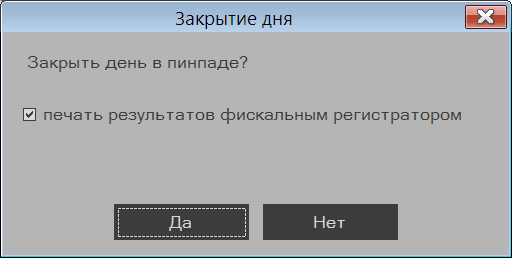 Закрытие дня
Закрыть день в пинпаде?
печать результатов фискальным регистратором
Да
Нет